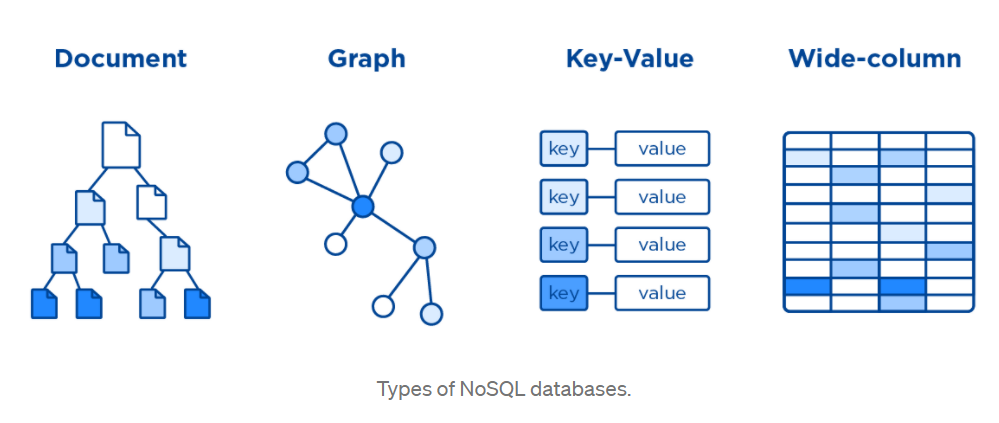 Document
Graph
Key-Value
Wide-column
key value
key value
key value
key value
Types of NoSQL databases.